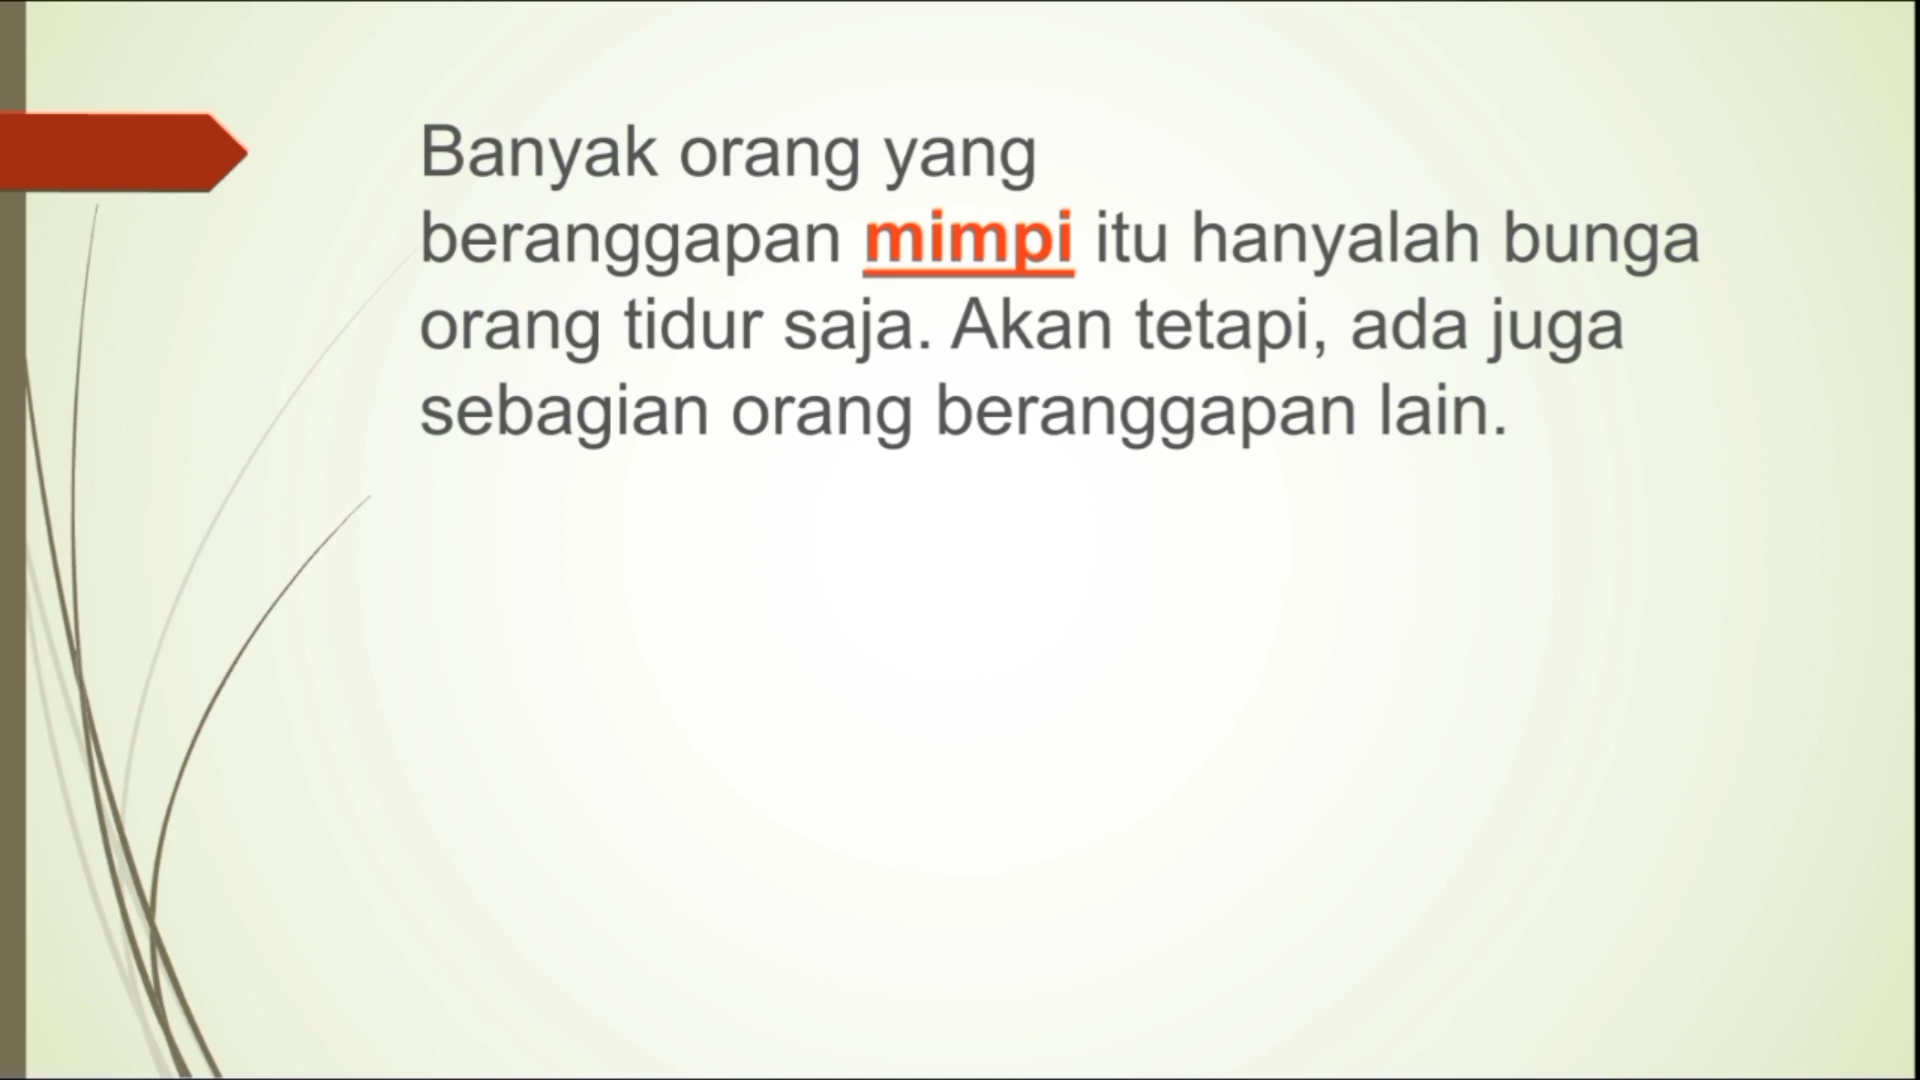 Banyak orang yang
beranggapan mimpi itu hanyalah bunga
orang tidur saja. Akan tetapi, ada juga
sebagian orang beranggapan lain.